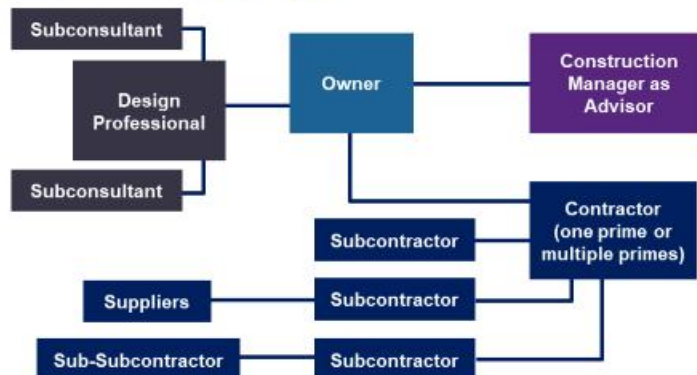 Subconsultant
Design
Professional
Subconsultant
Owner
Construction
Manager as
Advisor
Contractor
(one prime or
multiple primes)
Subcontractor
Suppliers
Subcontractor
Sub-Subcontractor
Subcontractor